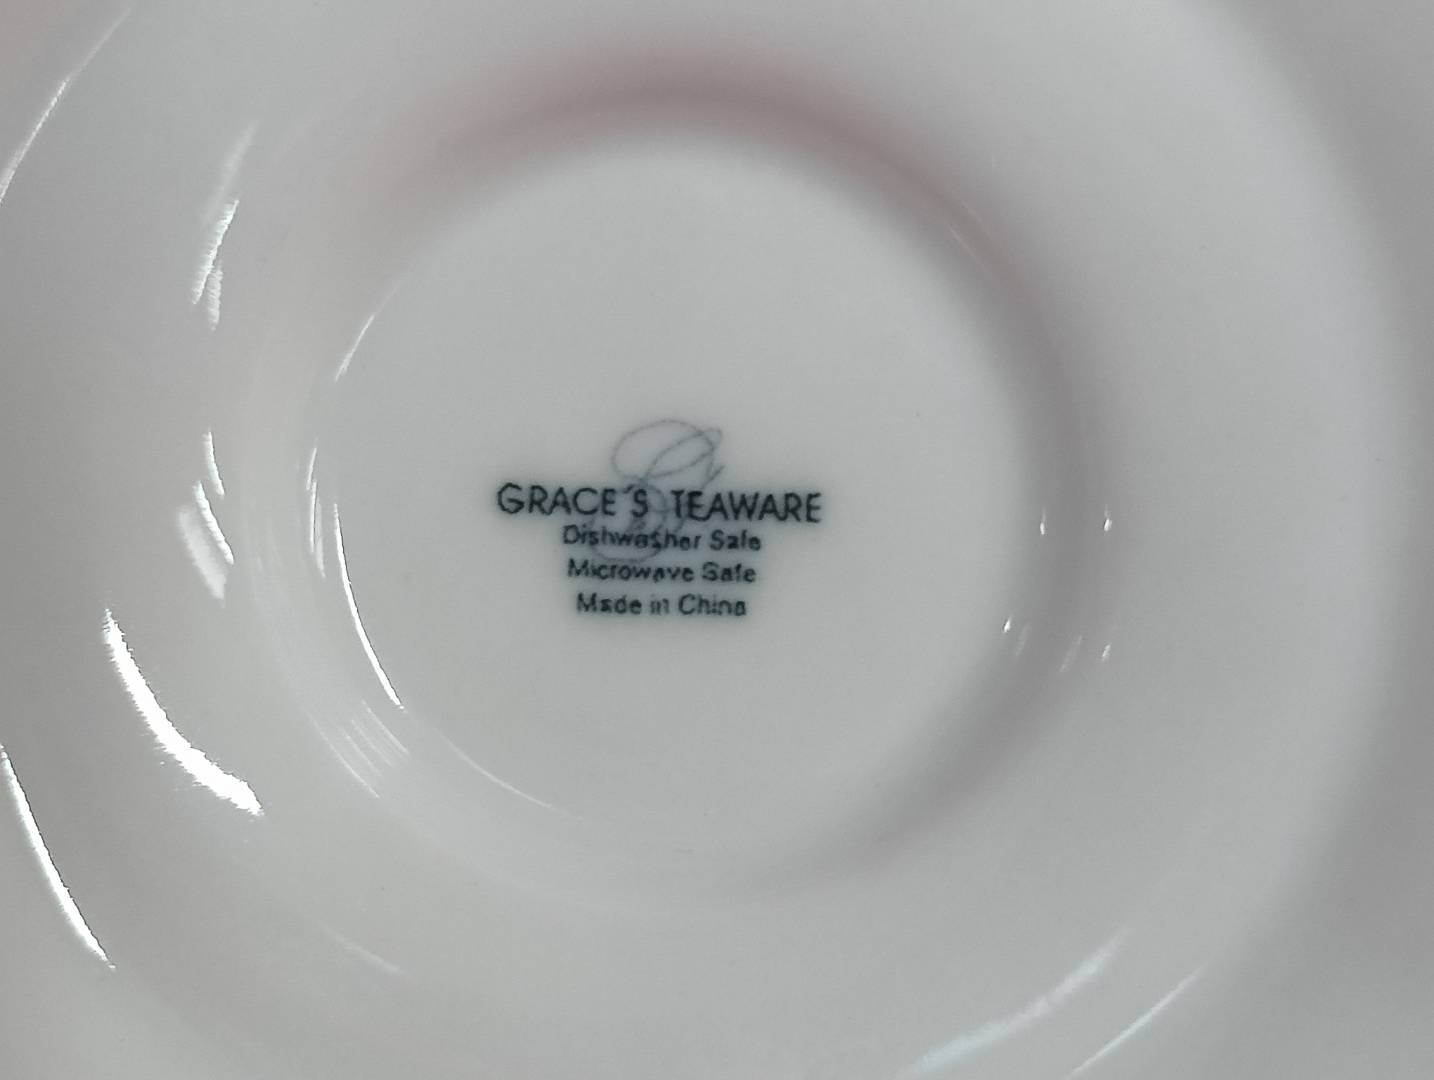 G
GRACE'S TEAWARE
Dishwasher Safe
Microwave Safe
Made in China